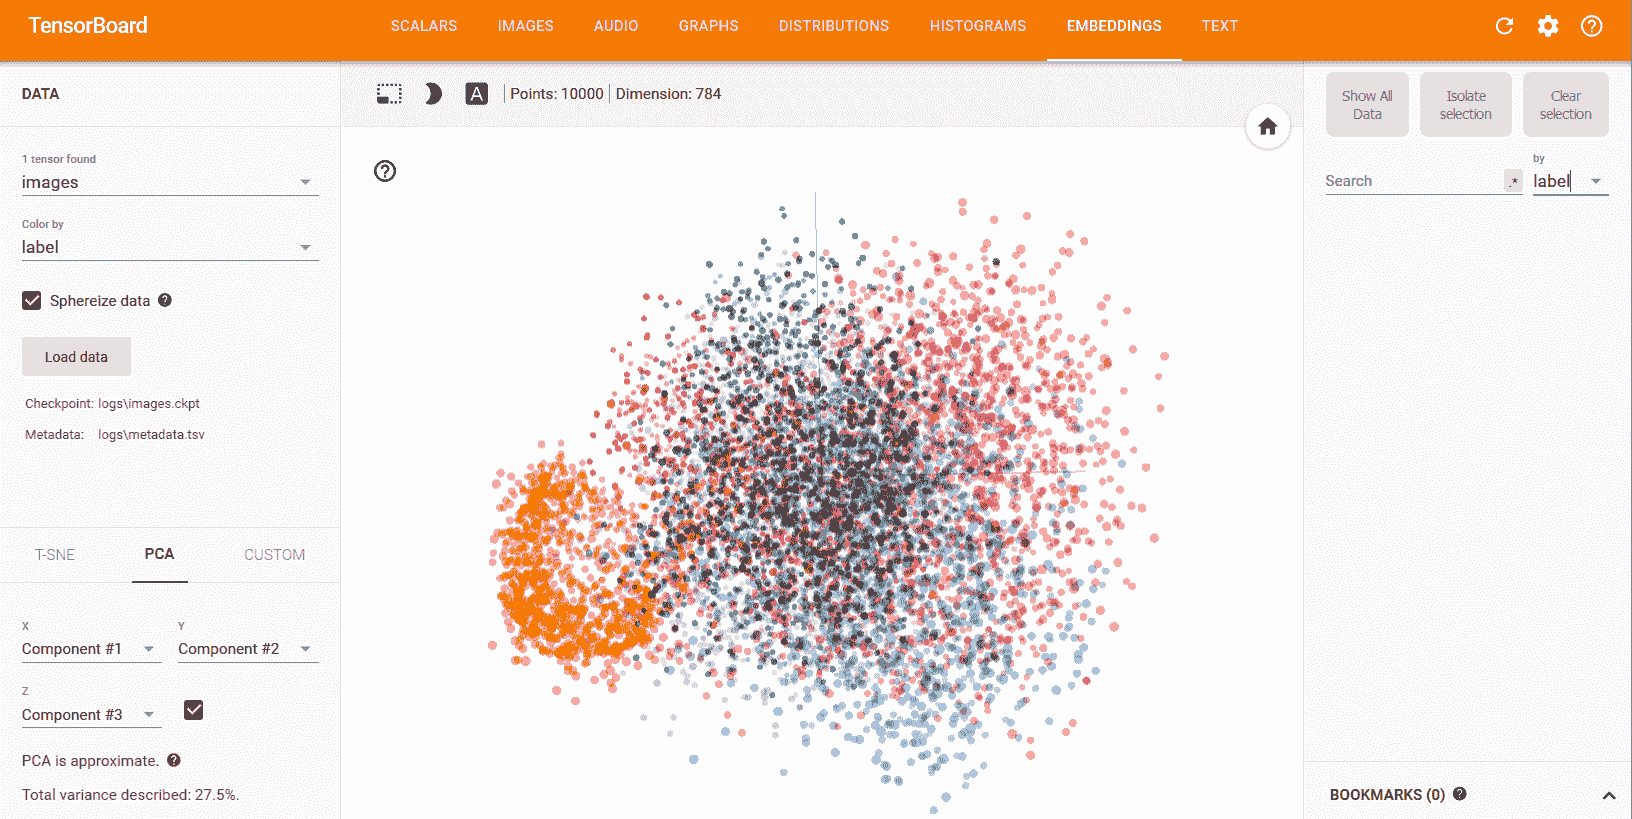 TensorBoard
SCALARS IMAGES AUDIO GRAPHS DISTRIBUTIONS HISTOGRAMS EMBEDDINGS TEXT
DATA
1 tensor found
images
Color by
label
Sphereize data
Load data
Checkpoint: logs\images.ckpt
Metadata: logs\metadata.tsv
T-SNE PCA CUSTOM
X Y
Component #1 Component #2
Z
Component #3
PCA is approximate.
Total variance described: 27.5%.
A Points: 10000 Dimension: 784
Show All Data
Isolate selection
Clear selection
by
Search .* label
BOOKMARKS (0)